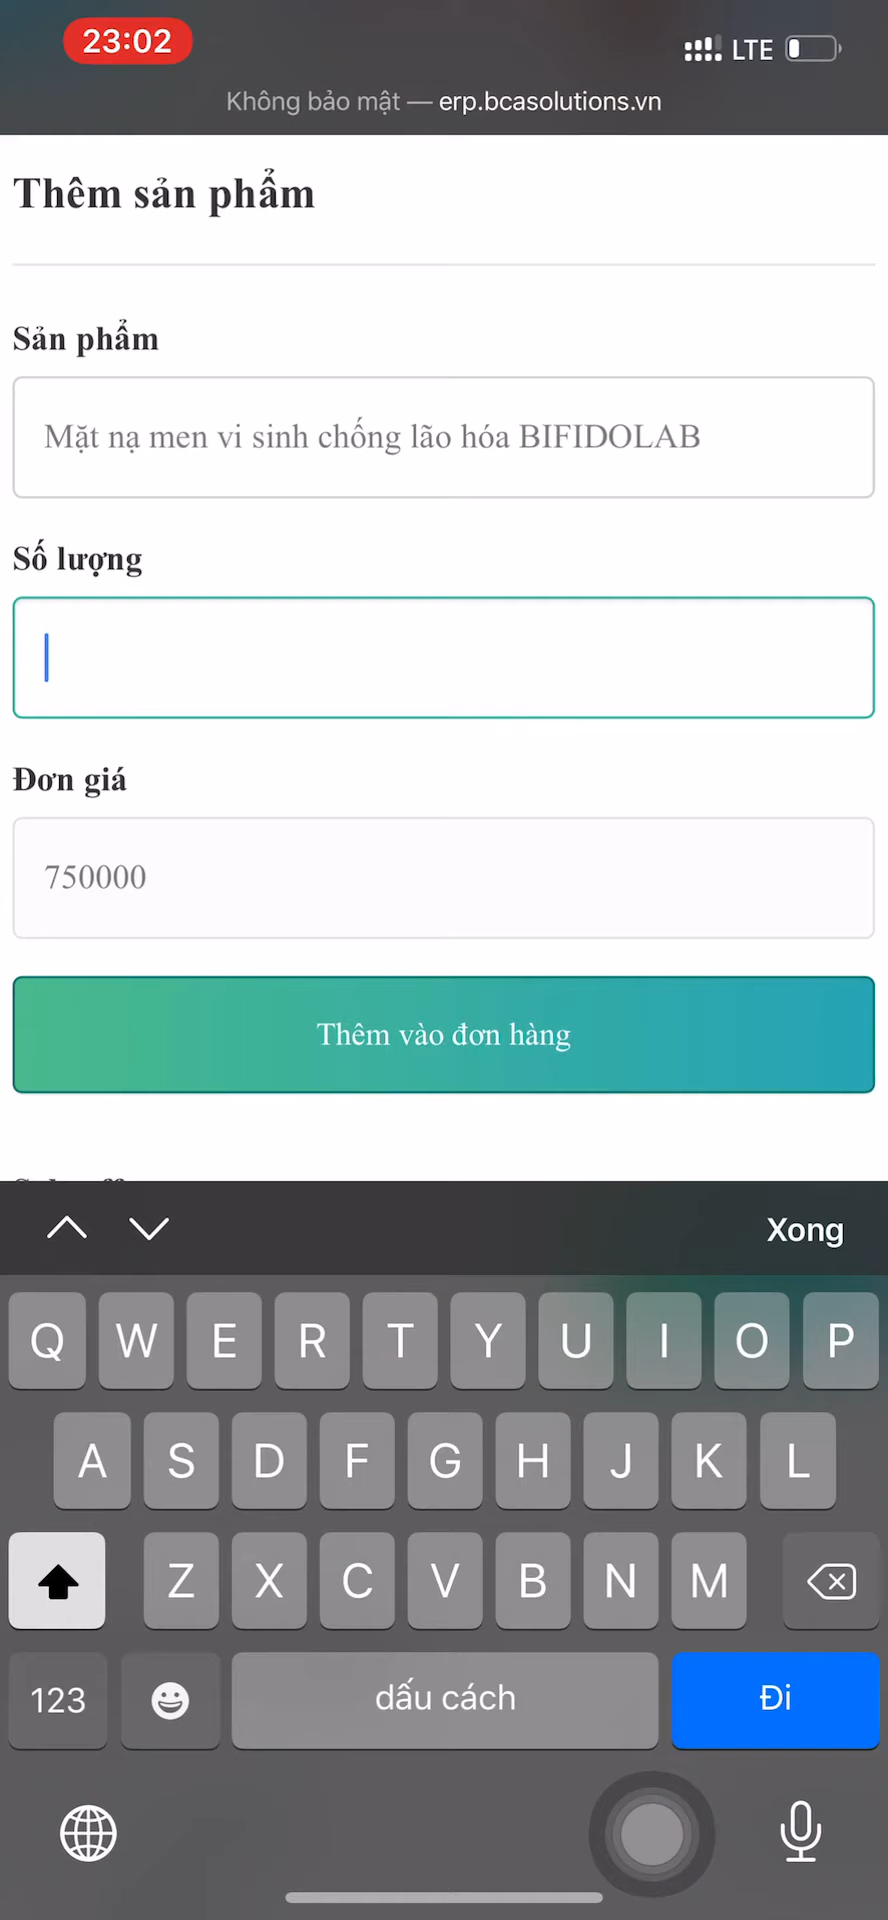 23:02
LTE
Không bảo mật — erp.bcasolutions.vn
Thêm sản phẩm
Sản phẩm
Mặt nạ men vi sinh chống lão hóa BIFIDOLAB
Số lượng
Đơn giá
750000
Thêm vào đơn hàng
Xong
Q W E R T Y U I O P
A S D F G H J K L
Z X C V B N M
123 dấu cách Đi